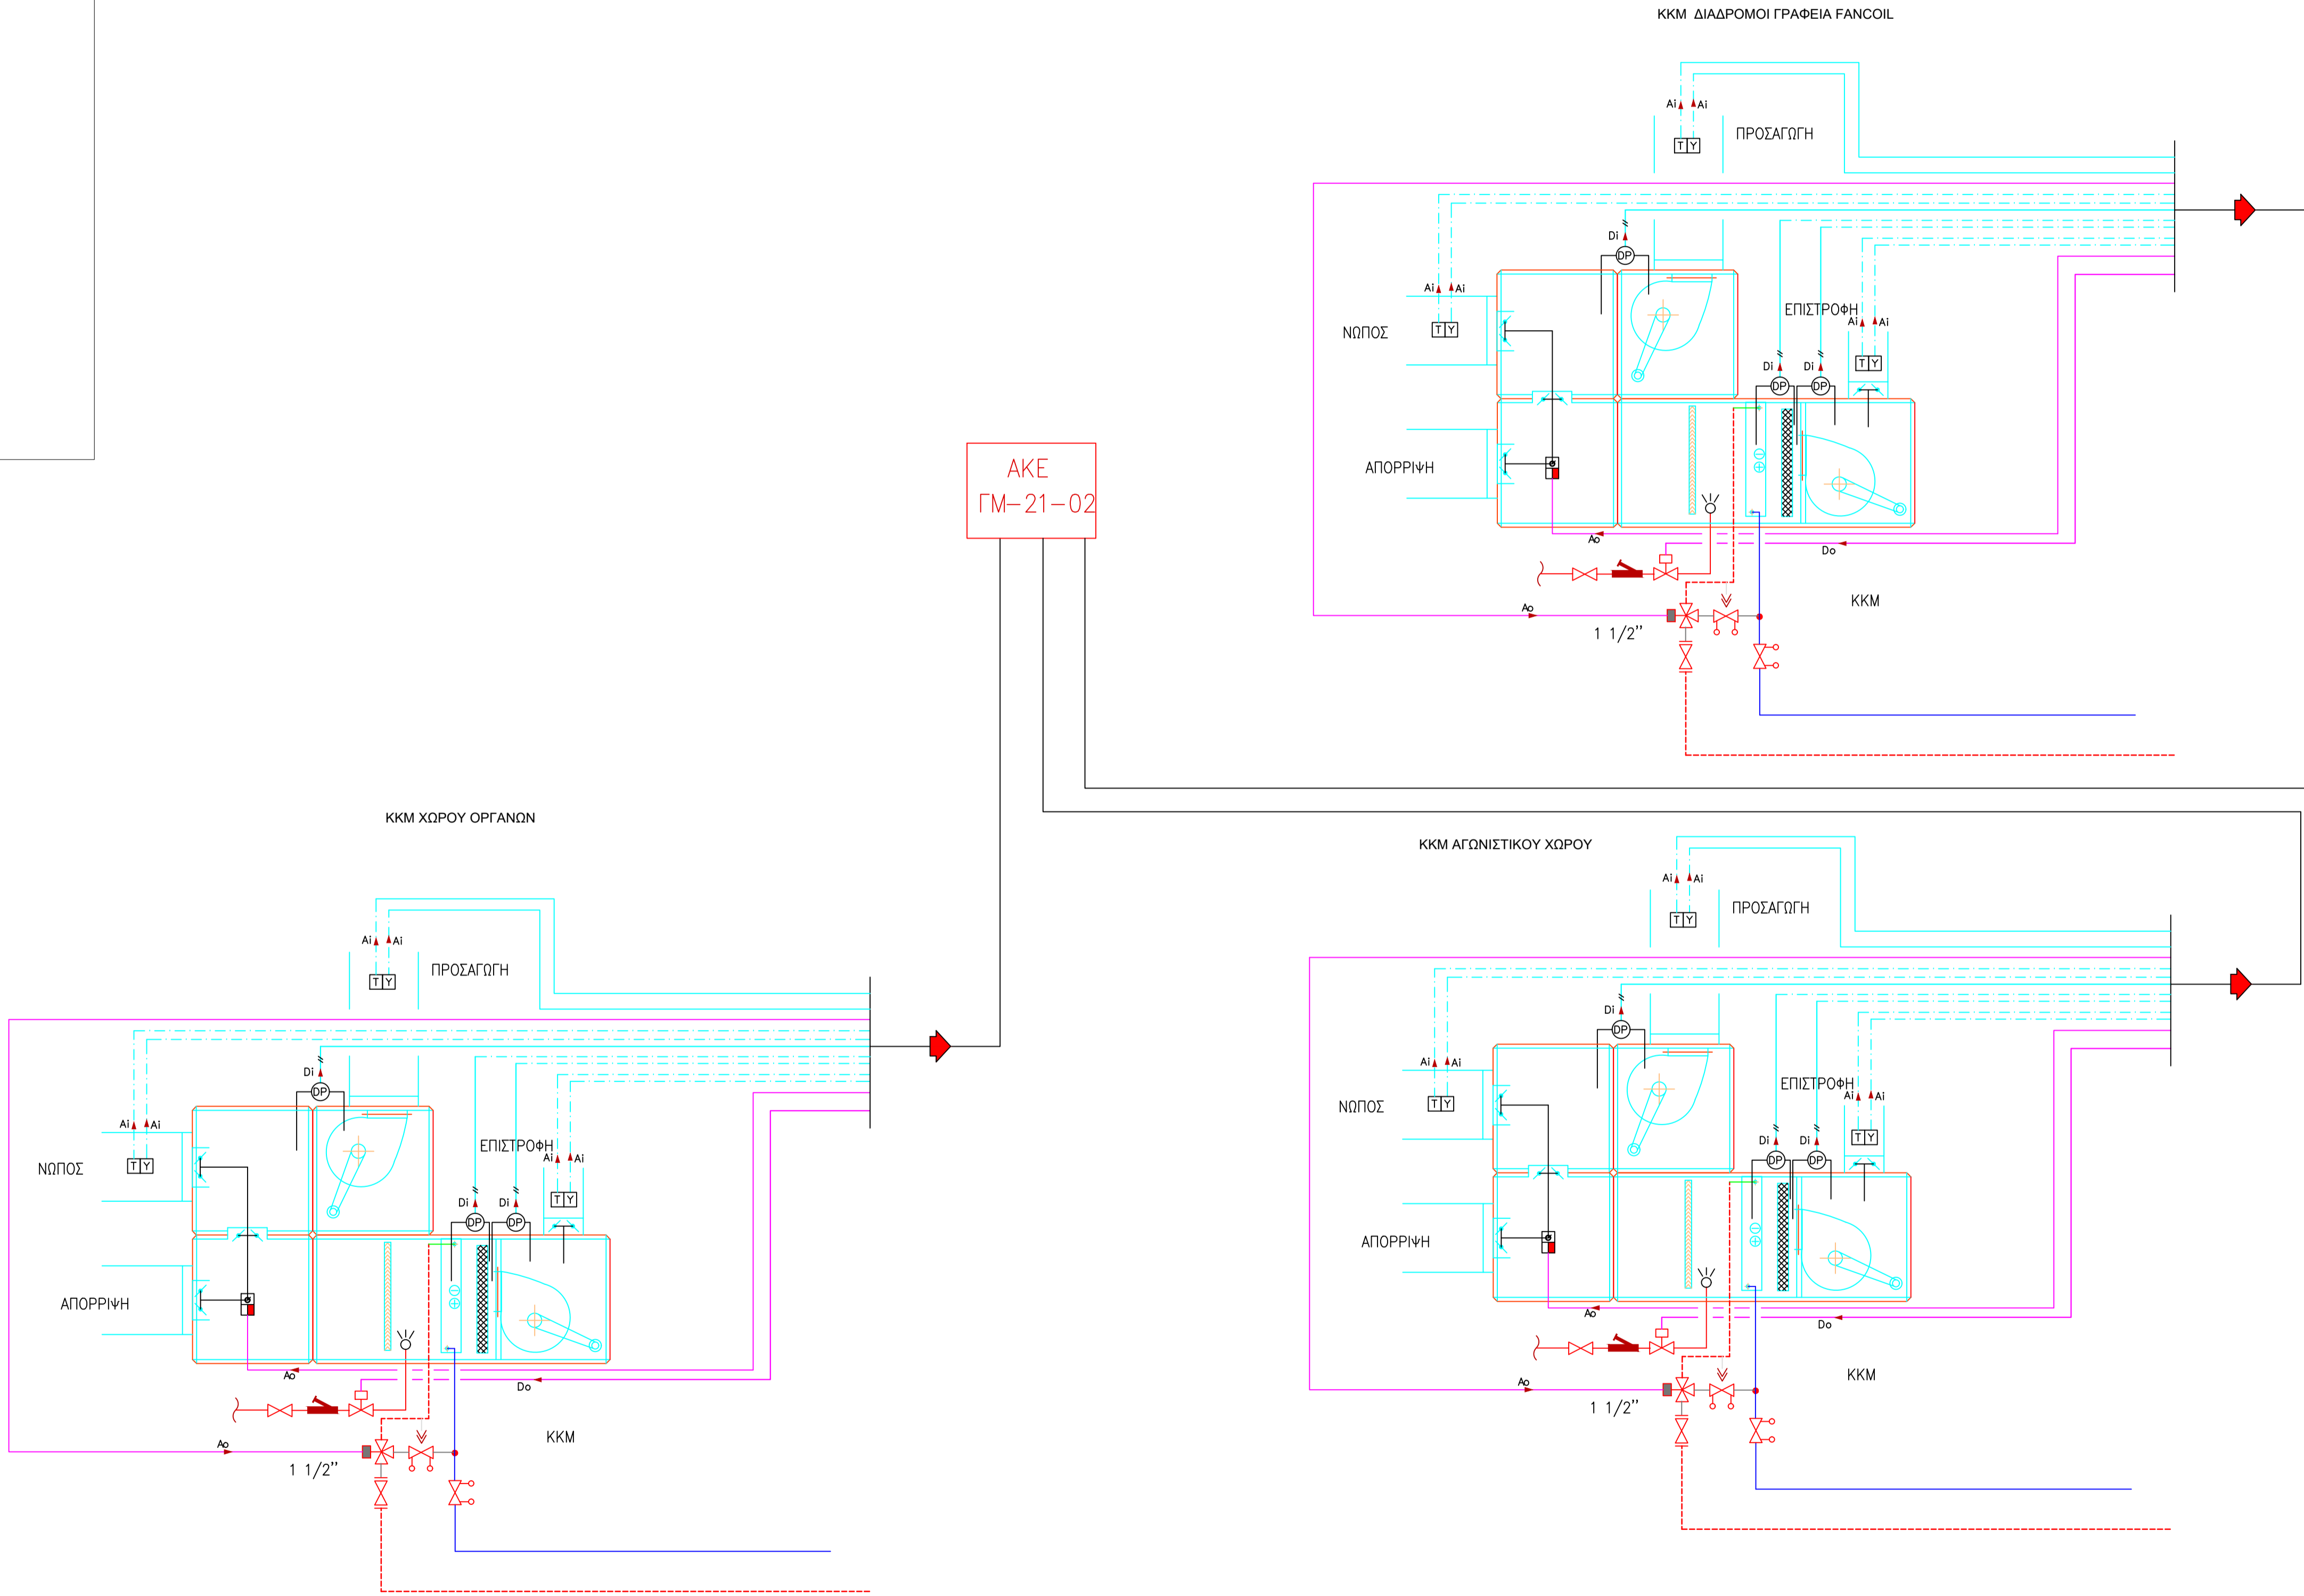 ΚΚΜ ΔΙΑΔΡΟΜΟΙ ΓΡΑΦΕΙΑ FANCOIL
Ai Ai
ΠΡΟΣΑΓΩΓΗ
T Y
Di
DP
Ai Ai
ΕΠΙΣΤΡΟΦΗ
Ai Ai
ΝΩΠΟΣ
T Y
T Y
Di Di
DP DP
ΑΠΟΡΡΙΨΗ
Ao
Do
ΚΚΜ
Ao
1 1/2’’
ΑΚΕ
ΓΜ-21-02
ΚΚΜ ΧΩΡΟΥ ΟΡΓΑΝΩΝ
Ai Ai
ΠΡΟΣΑΓΩΓΗ
T Y
Di
DP
Ai Ai
ΕΠΙΣΤΡΟΦΗ
Ai Ai
ΝΩΠΟΣ
T Y
T Y
Di Di
DP DP
ΑΠΟΡΡΙΨΗ
Ao
Do
ΚΚΜ
Ao
1 1/2’’
ΚΚΜ ΑΓΩΝΙΣΤΙΚΟΥ ΧΩΡΟΥ
Ai Ai
ΠΡΟΣΑΓΩΓΗ
T Y
Di
DP
Ai Ai
ΕΠΙΣΤΡΟΦΗ
Ai Ai
ΝΩΠΟΣ
T Y
T Y
Di Di
DP DP
ΑΠΟΡΡΙΨΗ
Ao
Do
ΚΚΜ
Ao
1 1/2’’